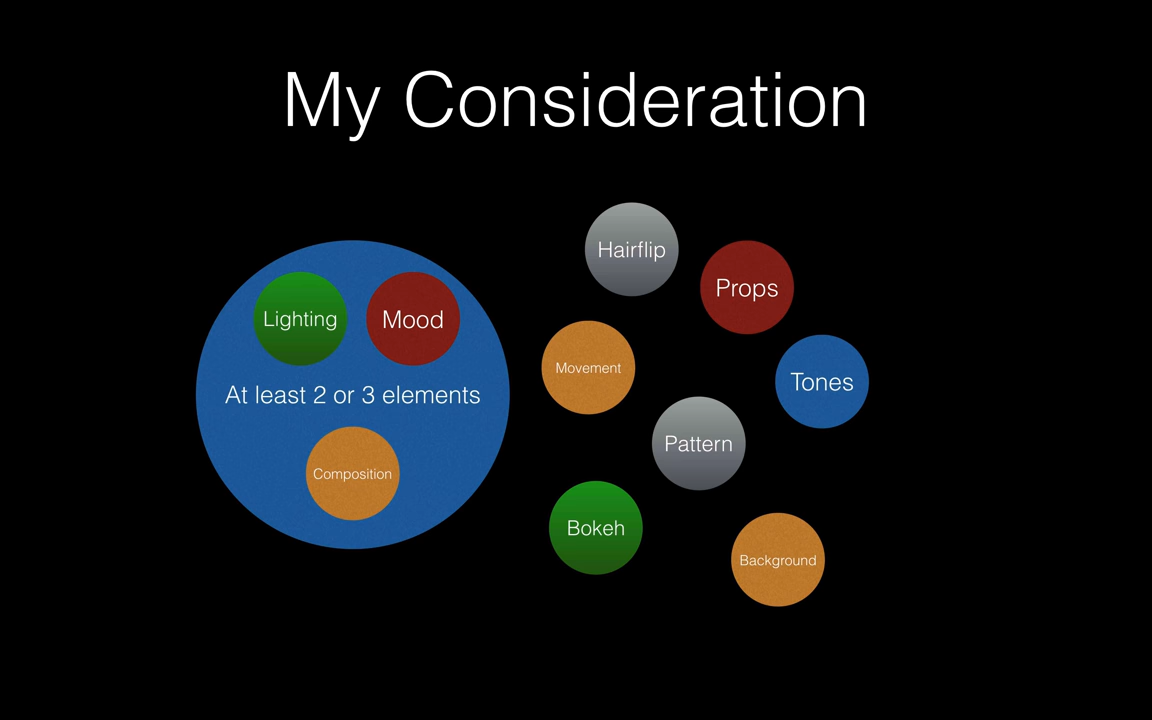 My Consideration
Hairflip
Props
Lighting
Mood
Movement
Tones
At least 2 or 3 elements
Pattern
Composition
Bokeh
Background